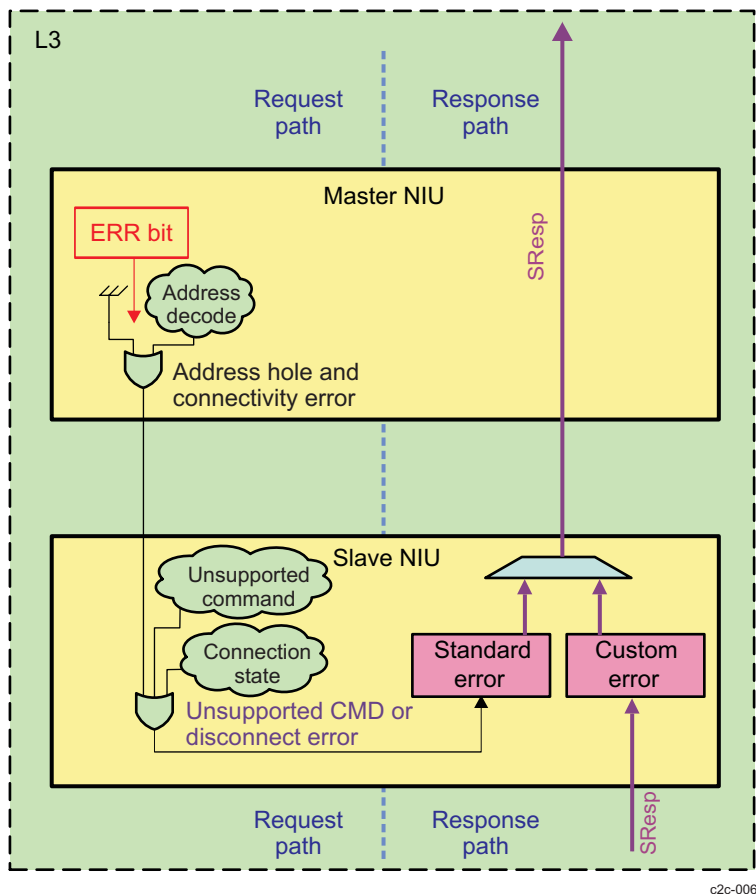 L3
Request
path
Response
path
Master NIU
ERR bit
SResp
Address
decode
Address hole and
connectivity error
Slave NIU
Unsupported
command
Connection
state
Standard
error
Custom
error
Unsupported CMD or
disconnect error
Request
path
Response
path
SResp
c2c-006